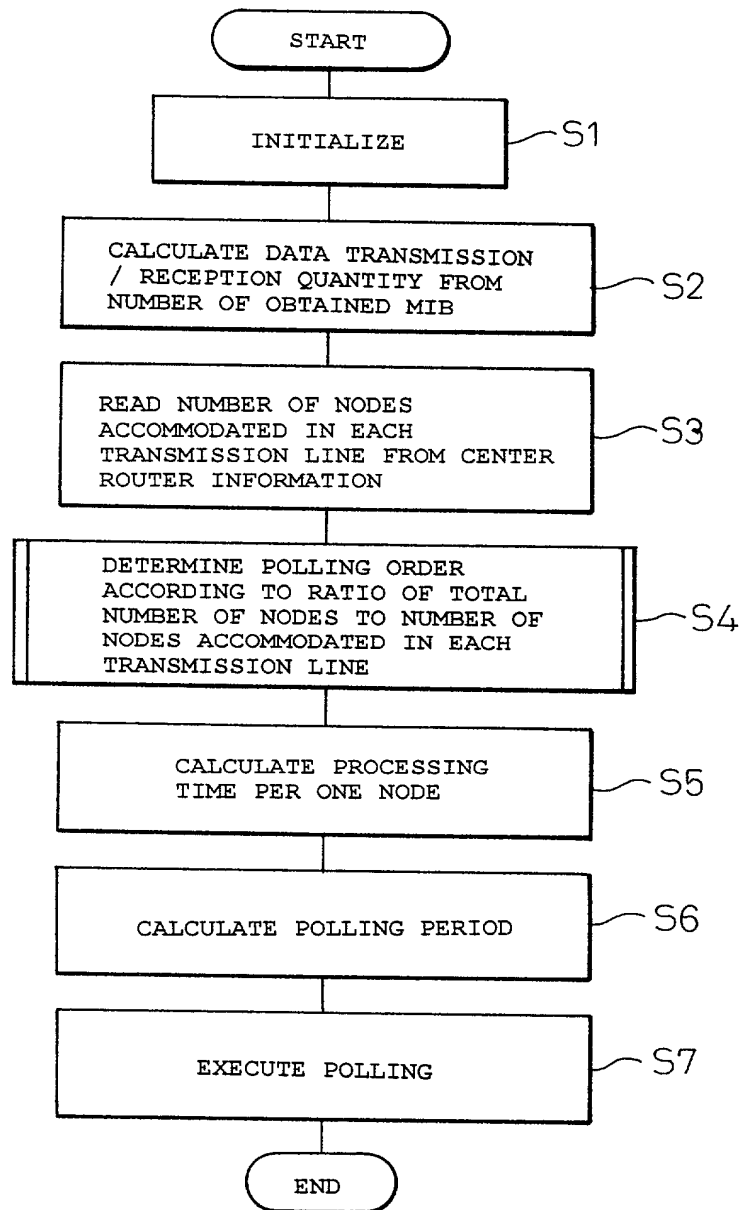 START
INITIALIZE
S1
CALCULATE DATA TRANSMISSION
/ RECEPTION QUANTITY FROM
NUMBER OF OBTAINED MIB
S2
READ NUMBER OF NODES
ACCOMMODATED IN EACH
TRANSMISSION LINE FROM CENTER
ROUTER INFORMATION
S3
DETERMINE POLLING ORDER
ACCORDING TO RATIO OF TOTAL
NUMBER OF NODES TO NUMBER OF
NODES ACCOMMODATED IN EACH
TRANSMISSION LINE
S4
CALCULATE PROCESSING
TIME PER ONE NODE
S5
CALCULATE POLLING PERIOD
S6
EXECUTE POLLING
S7
END